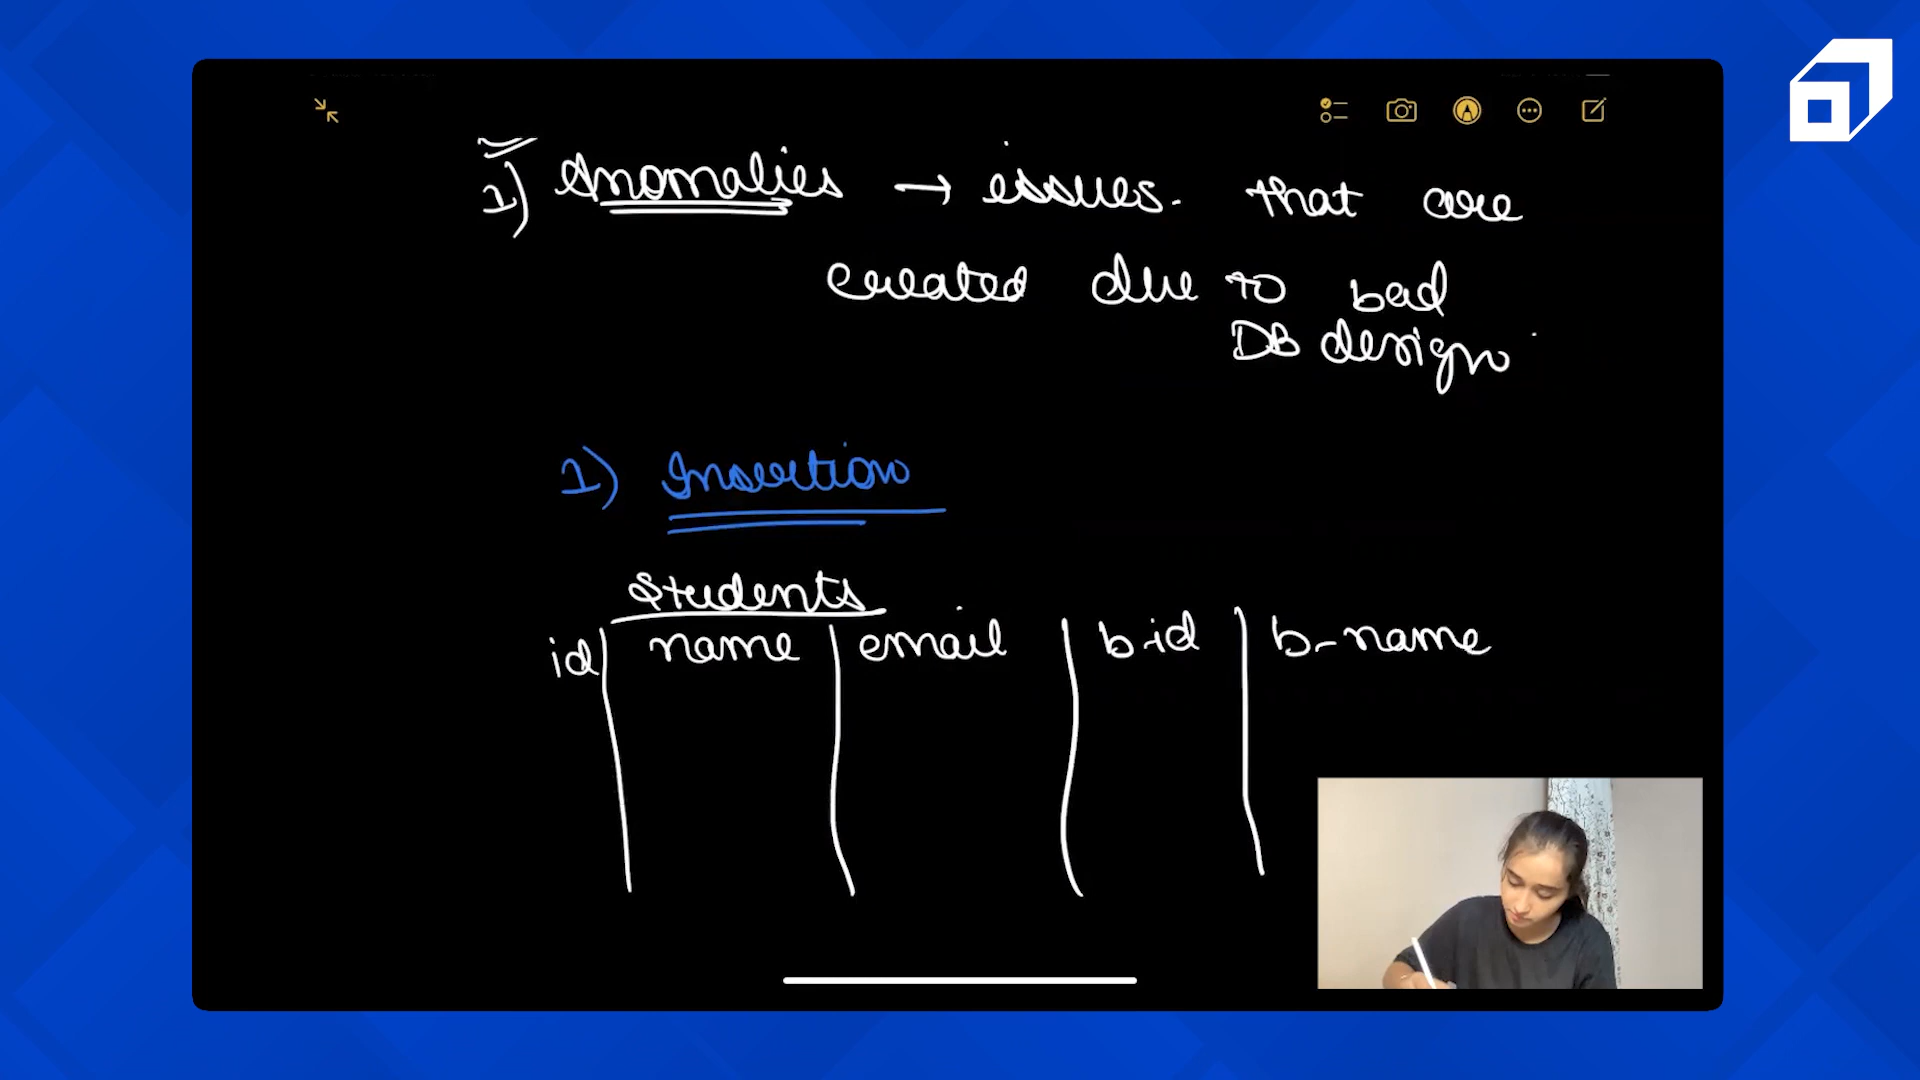 1) Anomalies → issues. that are
created due to bad
DB design
1) Insertion
Students
id name email b-id b-name